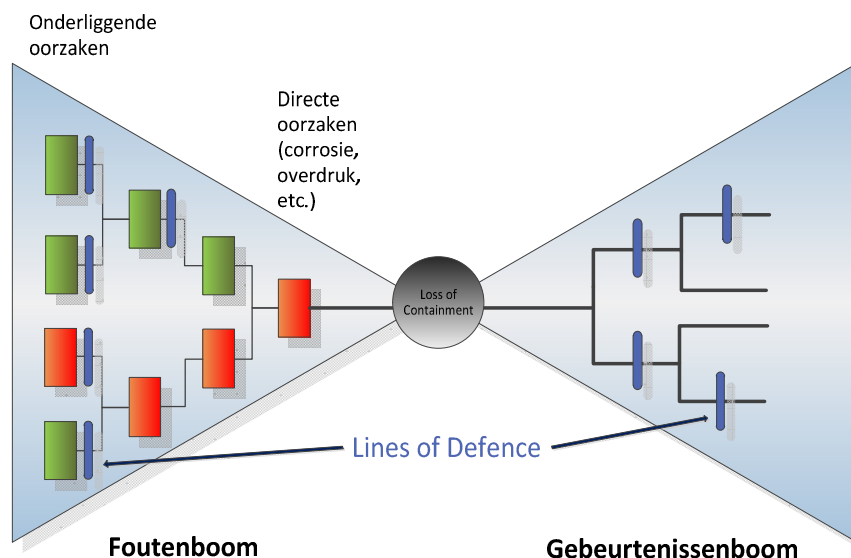 Onderliggende
oorzaken
Directe
oorzaken
(corrosie,
overdruk,
etc.)
Loss of
Containment
Lines of Defence
Foutenboom
Gebeurtenissenboom